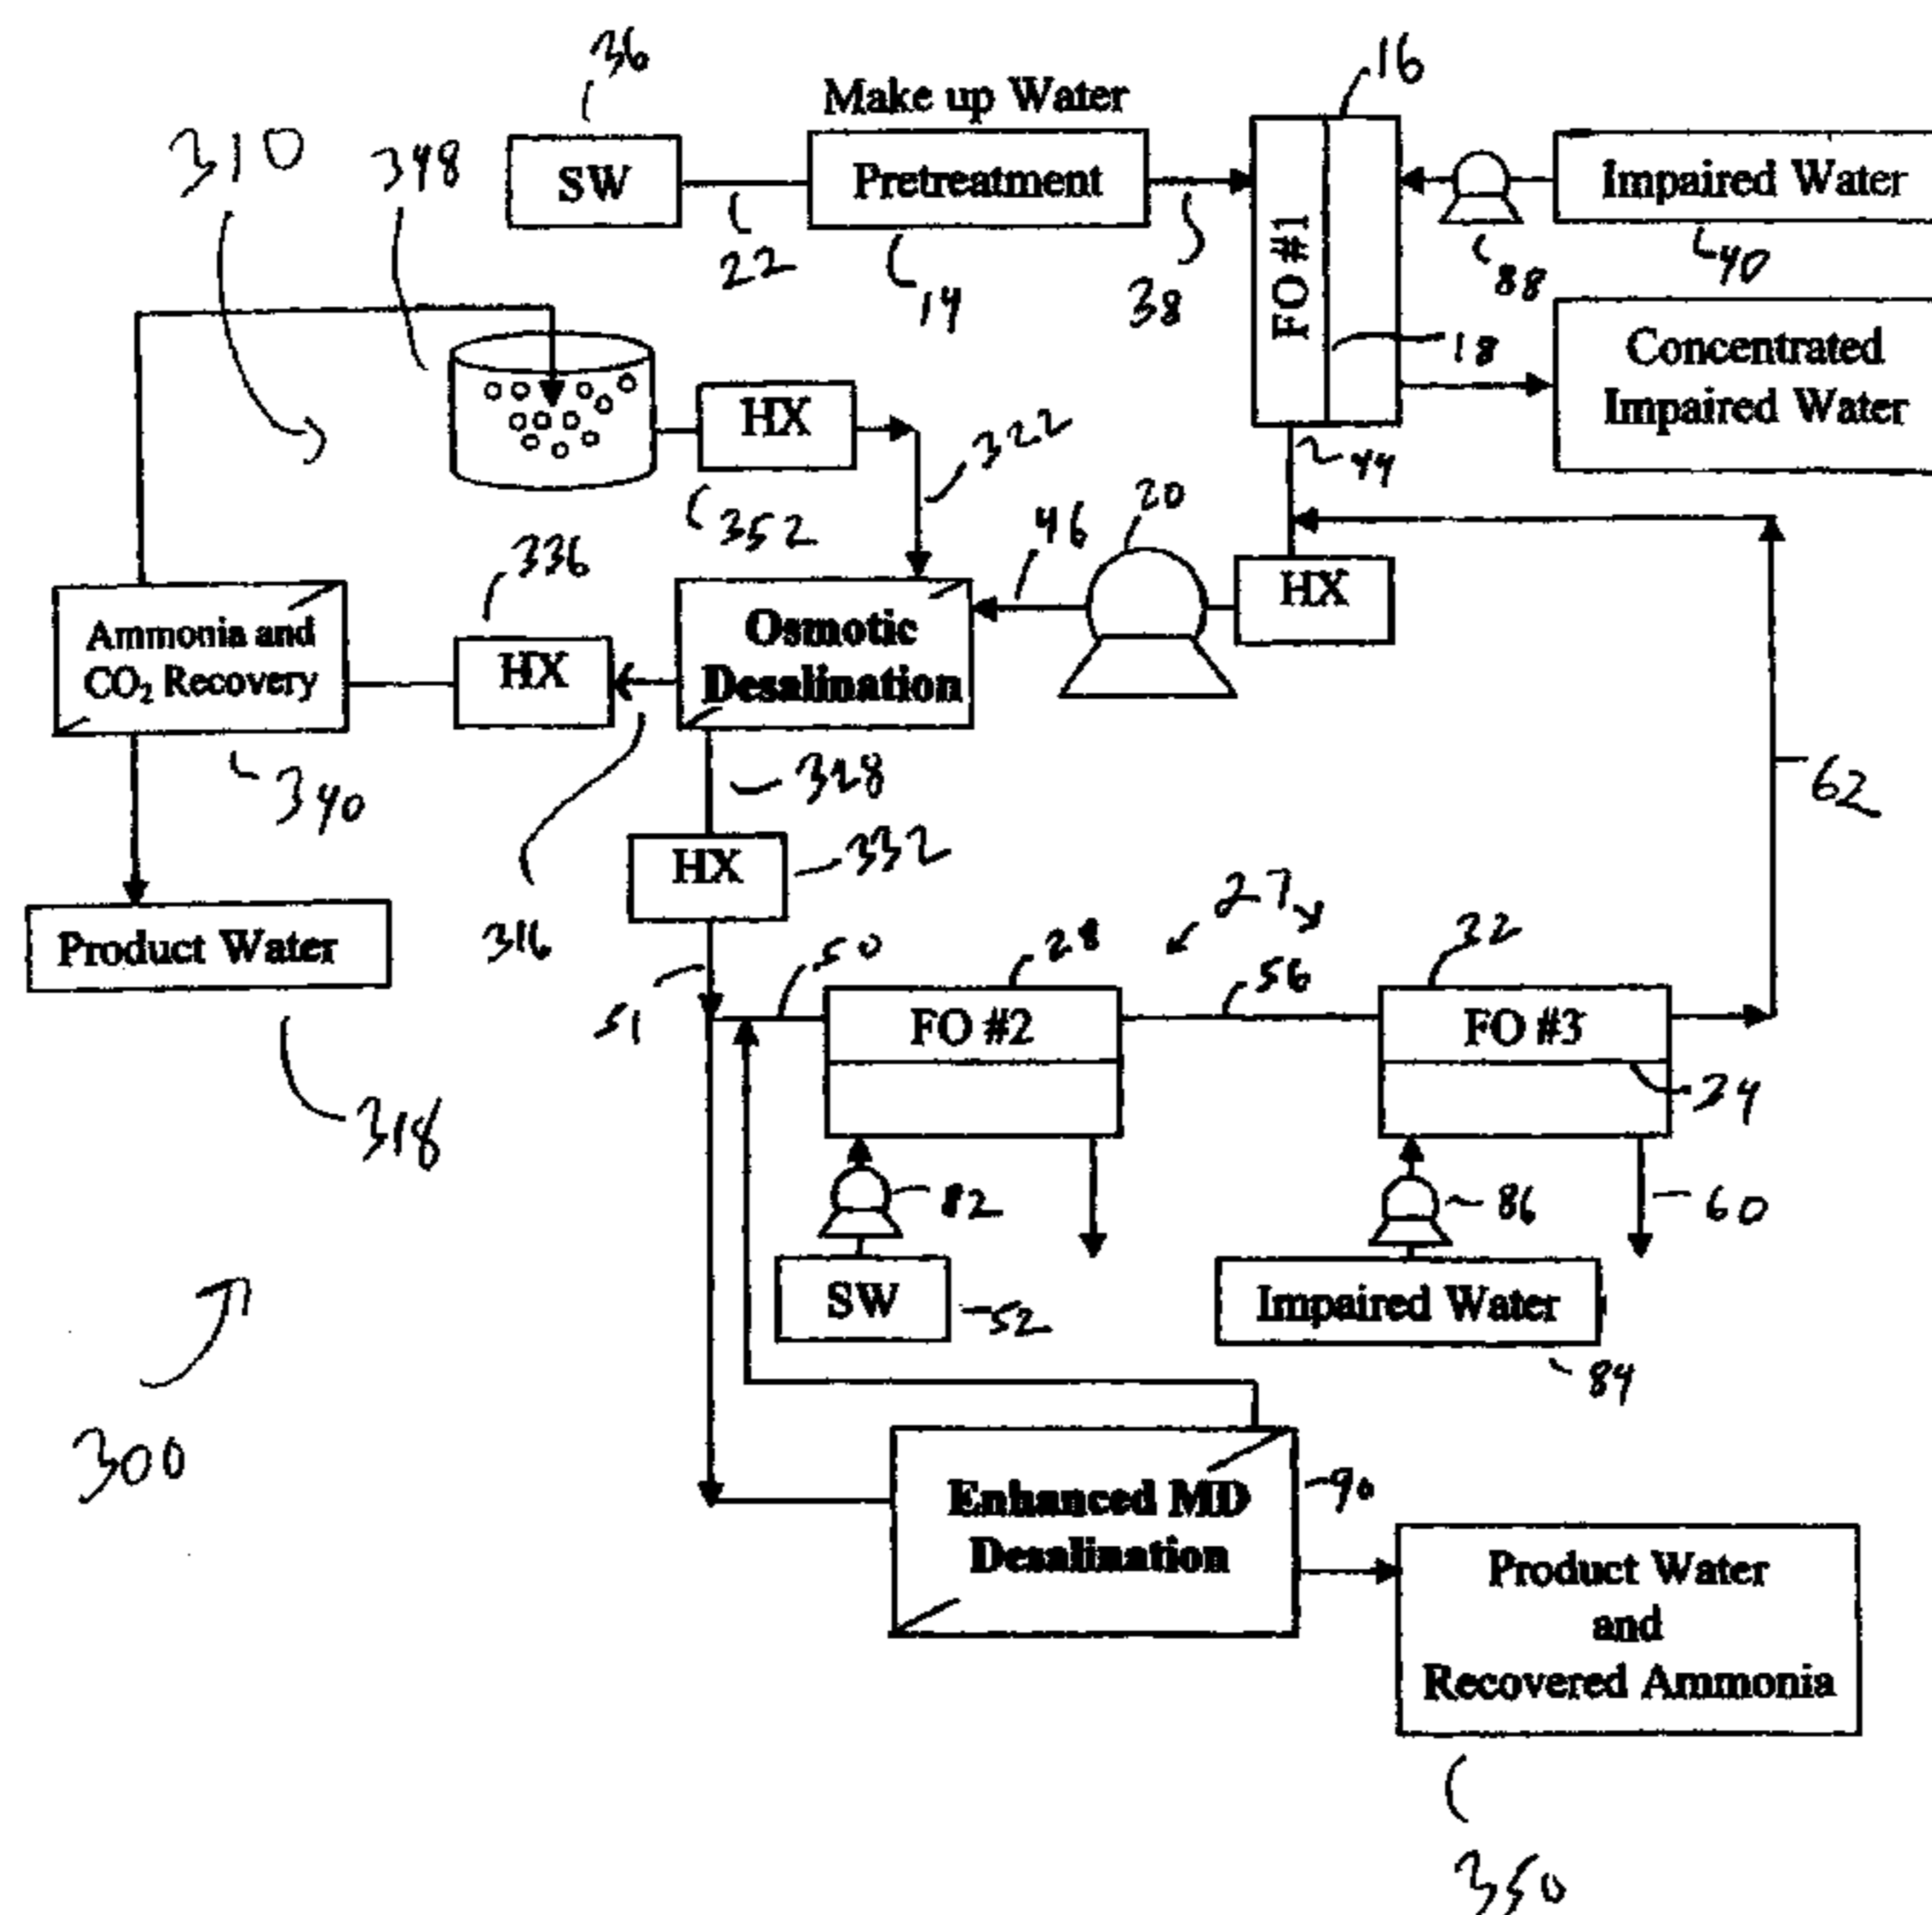 36
16
Make up Water
310
348
SW
Pretreatment
FO #1
Impaired Water
22
14
38
88
40
18
Concentrated
Impaired Water
HX
322
44
352
46
20
336
HX
Ammonia and
CO₂ Recovery
HX
Osmotic
Desalination
340
328
62
HX
332
Product Water
316
51
50
28
27
56
32
FO #2
FO #3
34
318
82
86
60
SW
52
Impaired Water
84
300
Enhanced MD
Desalination
90
Product Water
and
Recovered Ammonia
350